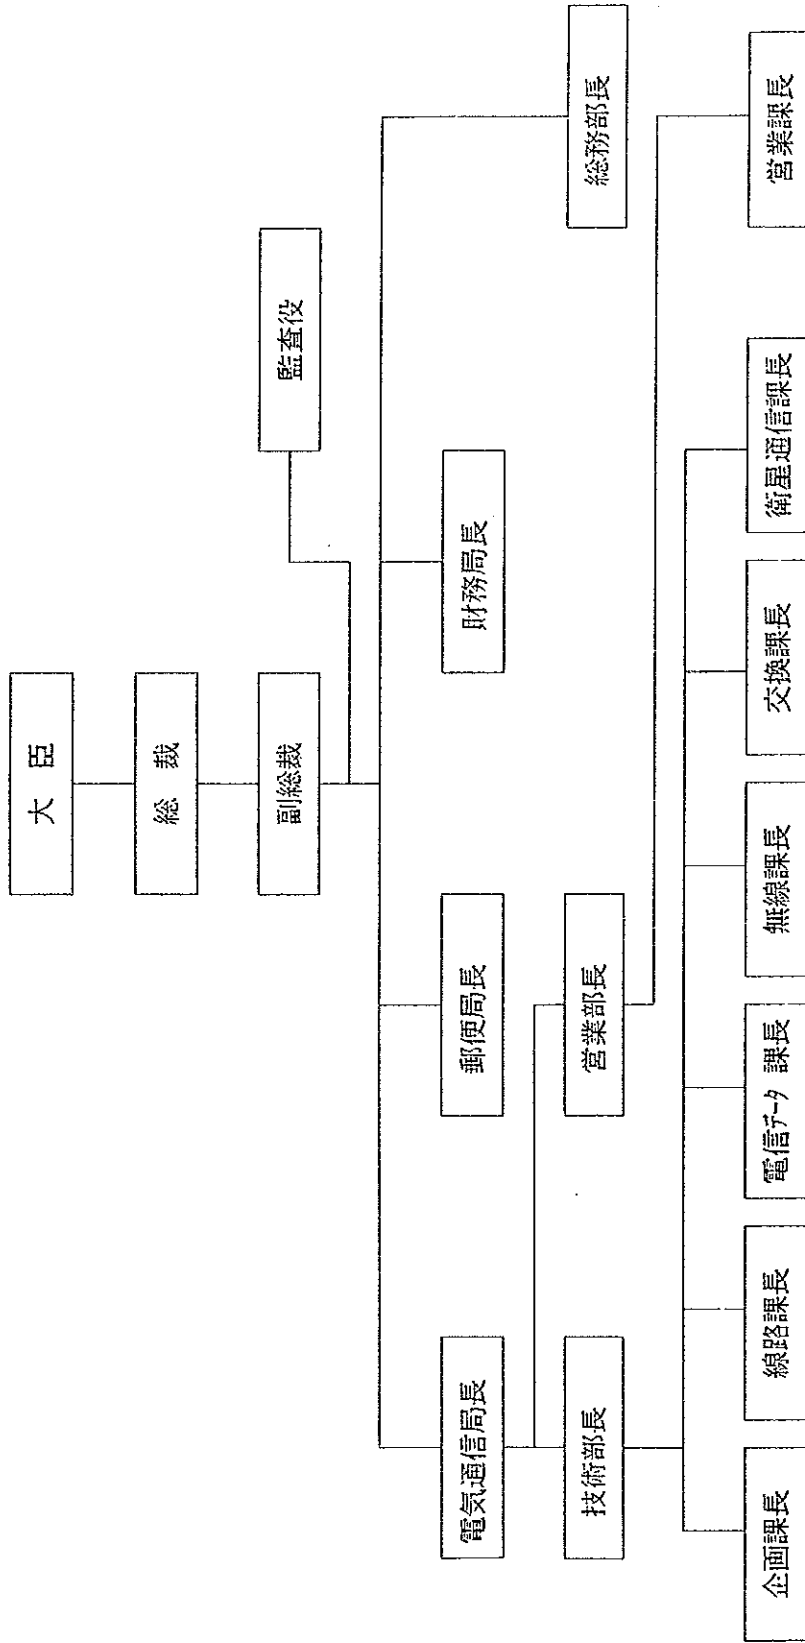 大 臣
総 裁
副総裁
監査役
電気通信局長
郵便局長
財務局長
総務部長
技術部長
営業部長
企画課長
線路課長
電信データ 課長
無線課長
交換課長
衛星通信課長
営業課長